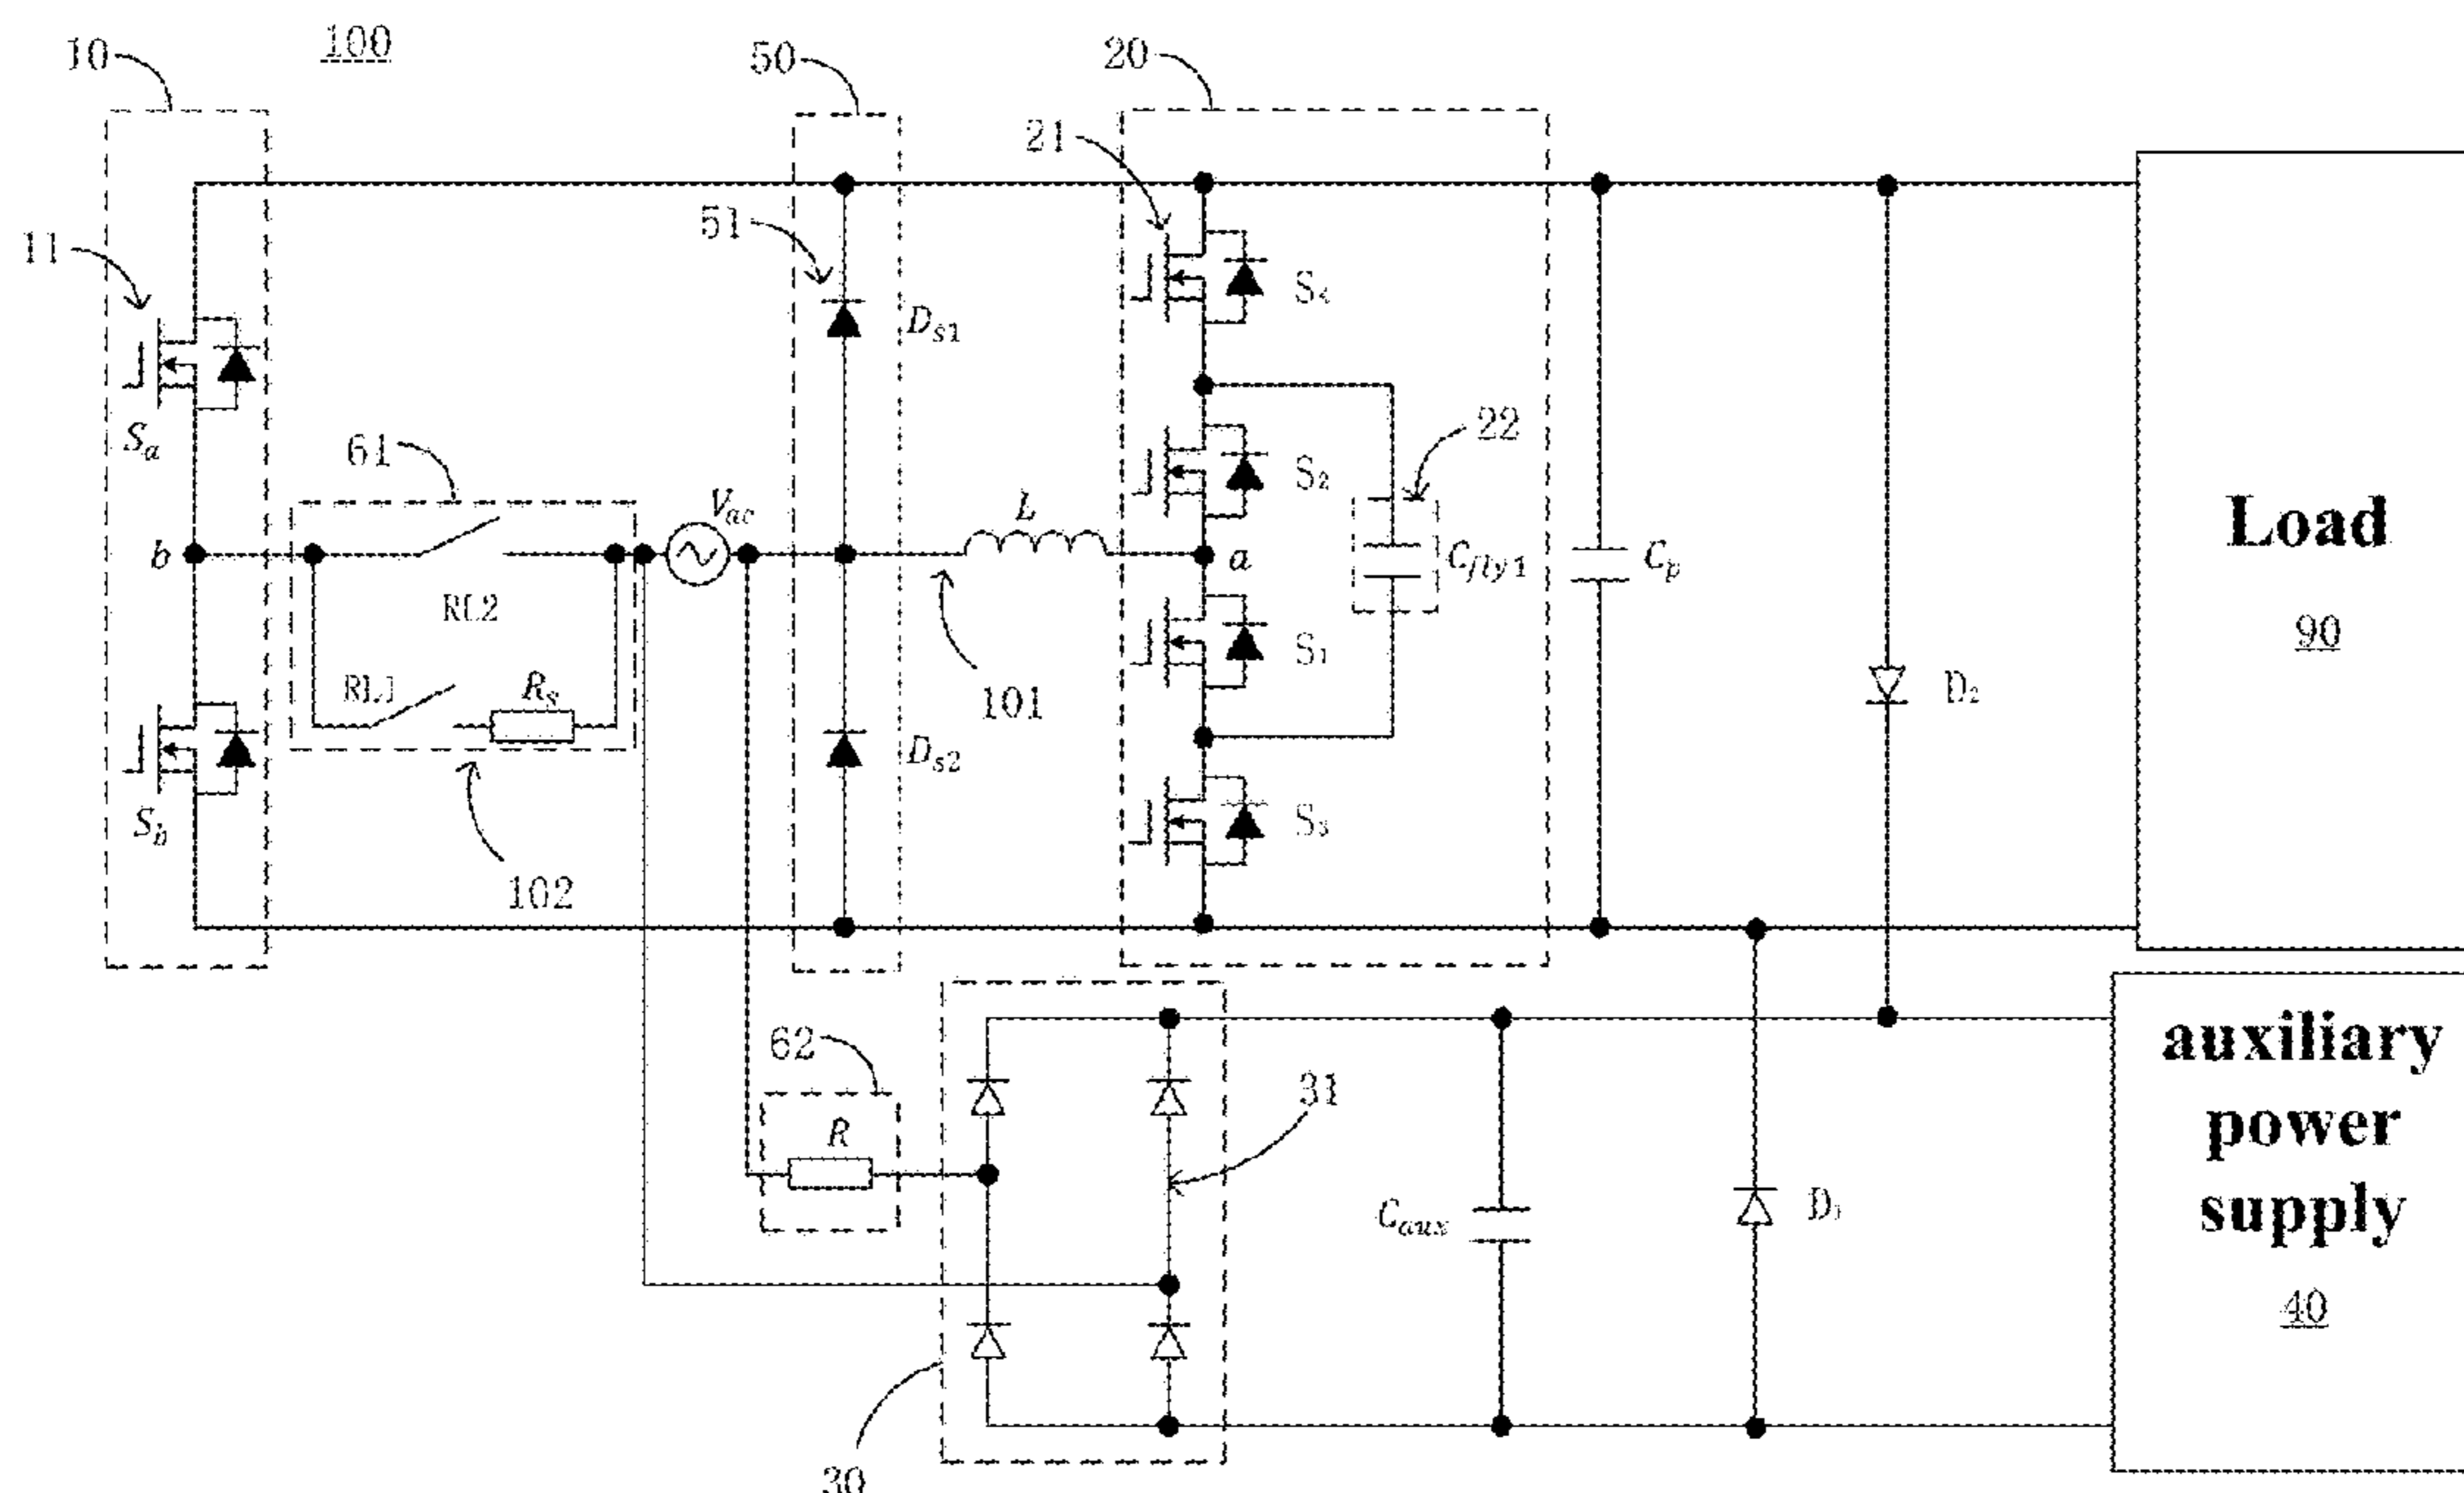 100
10
50
20
21
11
51
S4
Ds1
22
Sa
61
S2
Vac
L
b
a
Cfly1
Cp
Load
90
RL2
S1
RL1
Rs
101
D2
Ds2
Sb
S3
102
62
auxiliary
power
supply
40
R
31
Caux
D1
30